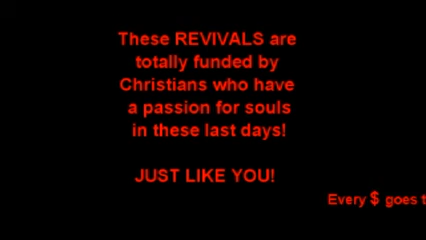 These REVIVALS are
totally funded by
Christians who have
a passion for souls
in these last days!
JUST LIKE YOU!
Every $ goes t